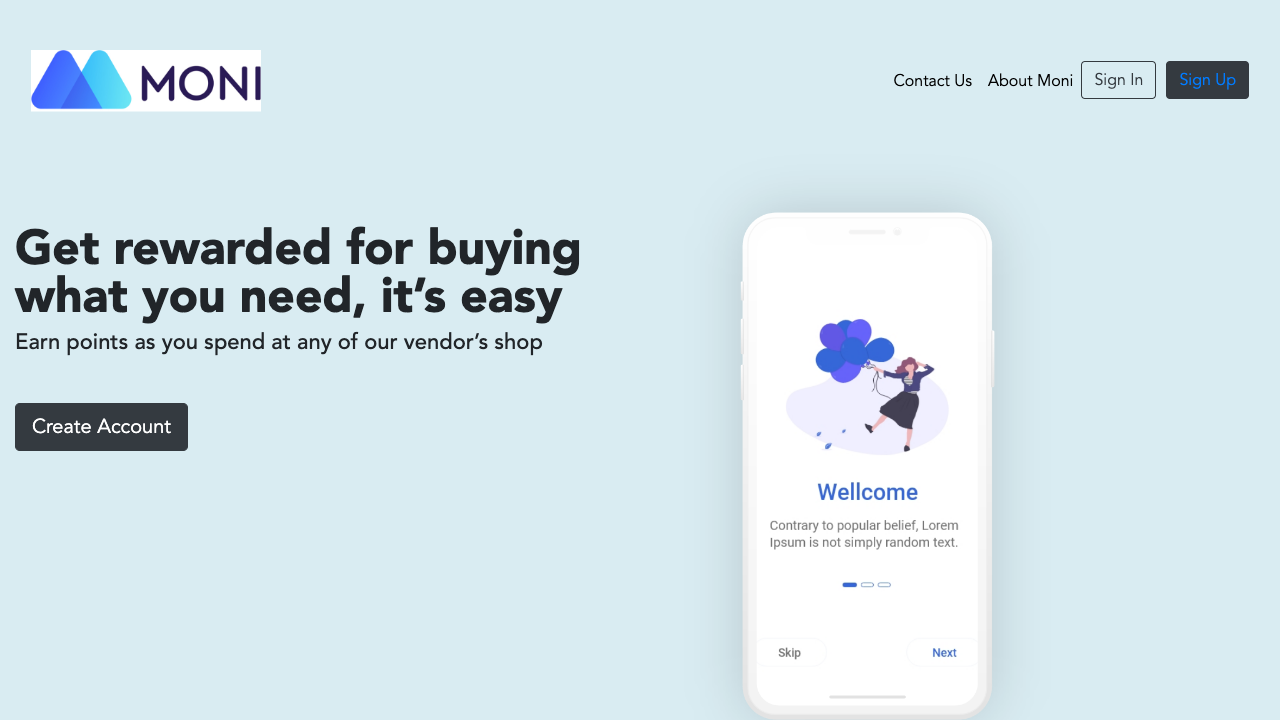 MONI
Contact Us
About Moni
Sign In
Sign Up
Get rewarded for buying
what you need, it’s easy
Earn points as you spend at any of our vendor’s shop
Create Account
Wellcome
Contrary to popular belief, Lorem
Ipsum is not simply random text.
Skip
Next